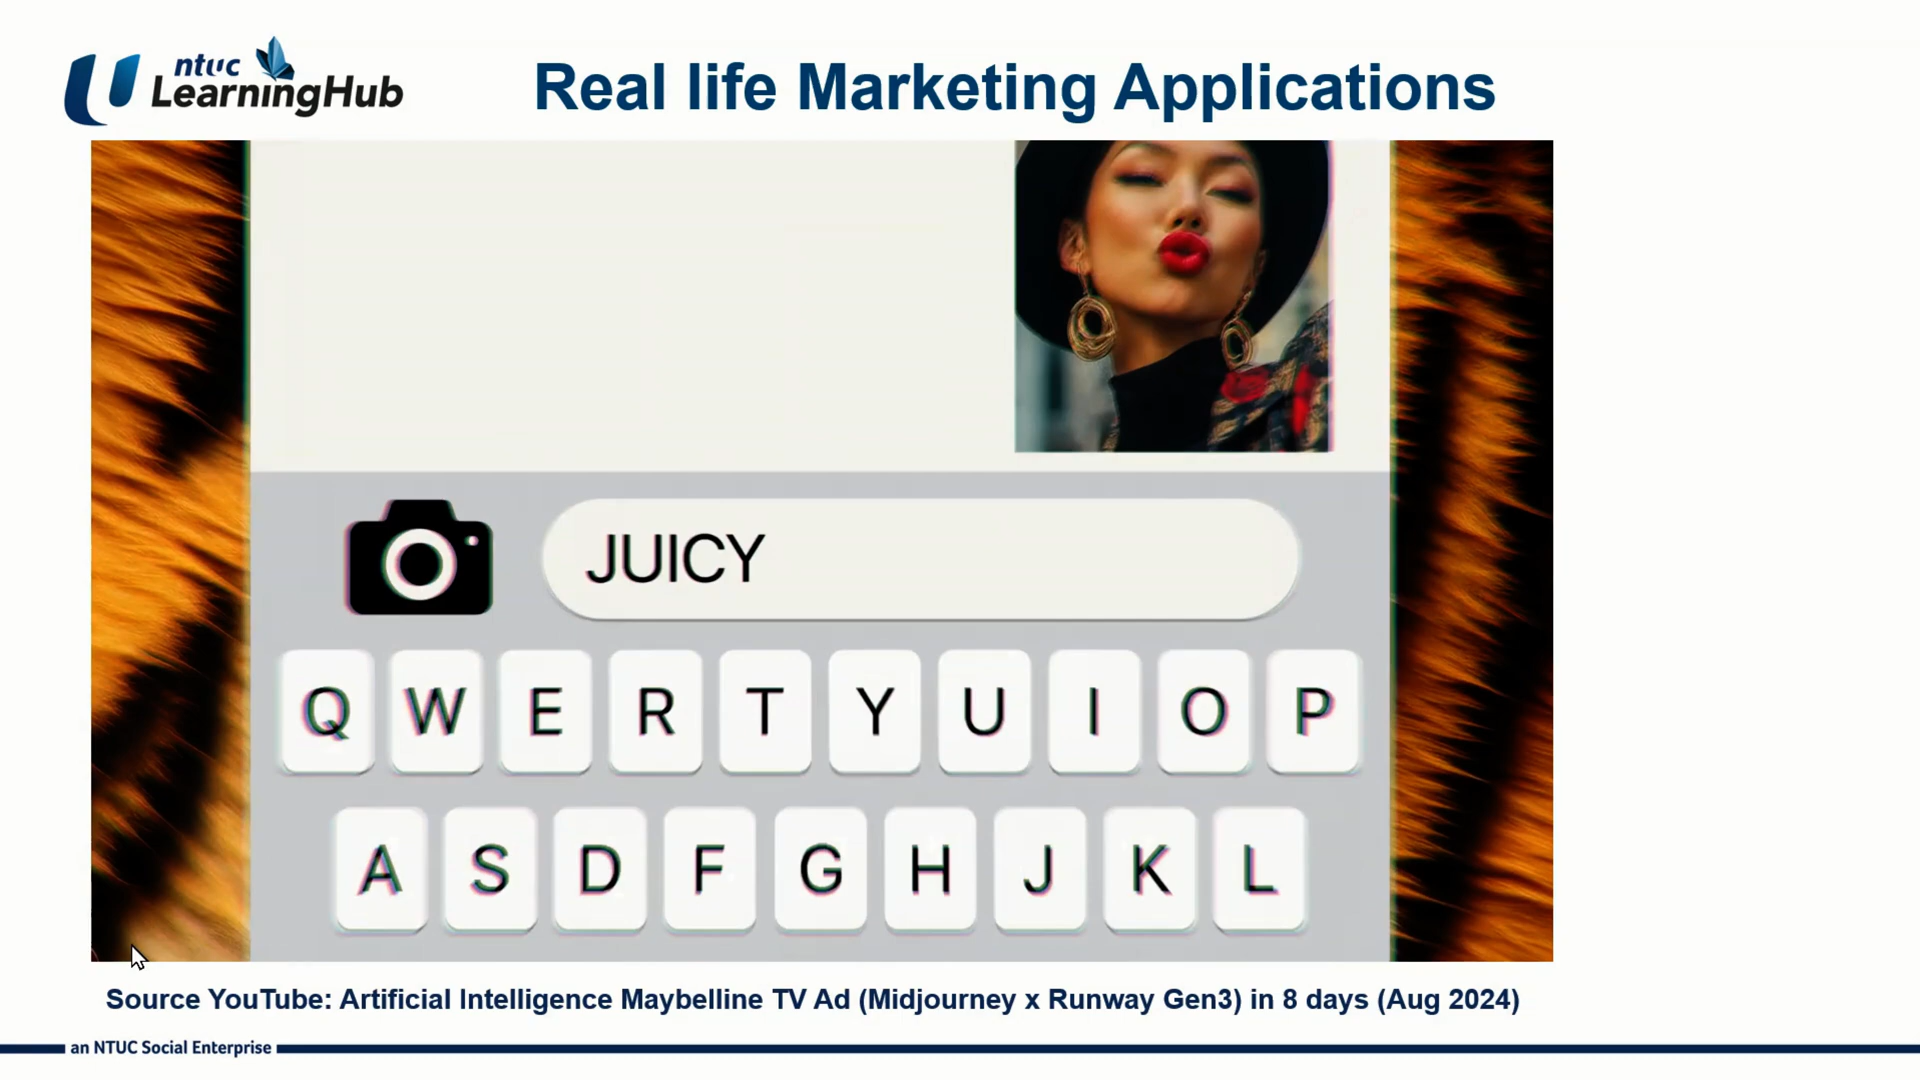 ntuc
LearningHub
Real life Marketing Applications
JUICY
Q W E R T Y U I O P
A S D F G H J K L
Source YouTube: Artificial Intelligence Maybelline TV Ad (Midjourney x Runway Gen3) in 8 days (Aug 2024)
an NTUC Social Enterprise